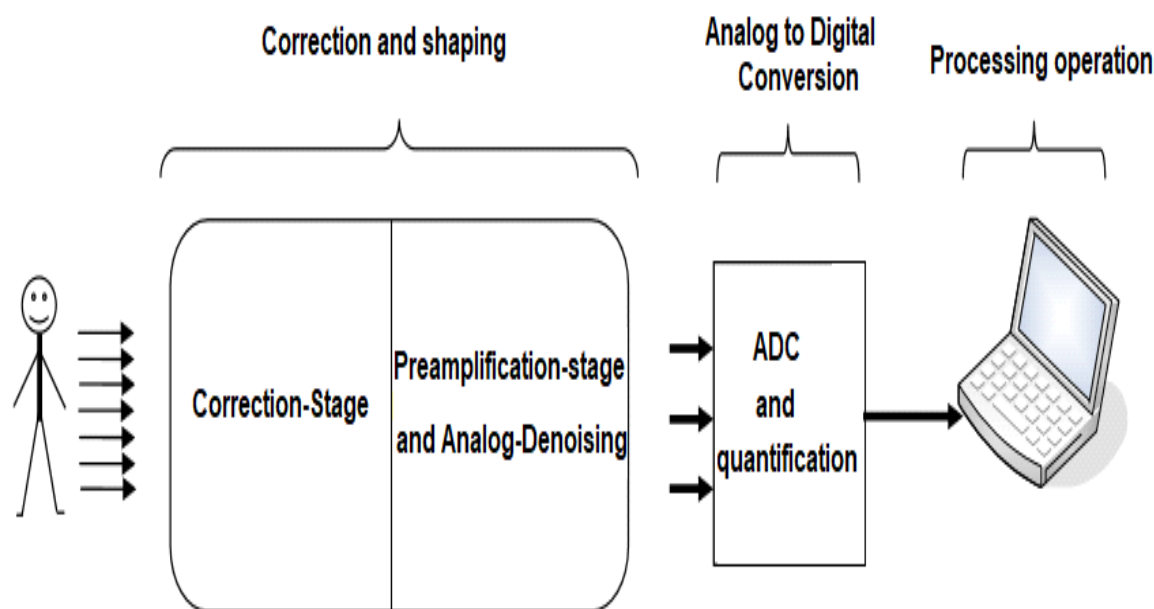 Correction and shaping
Analog to Digital
Conversion
Processing operation
Correction-Stage
Preamplification-stage
and Analog-Denoising
ADC
and
quantification